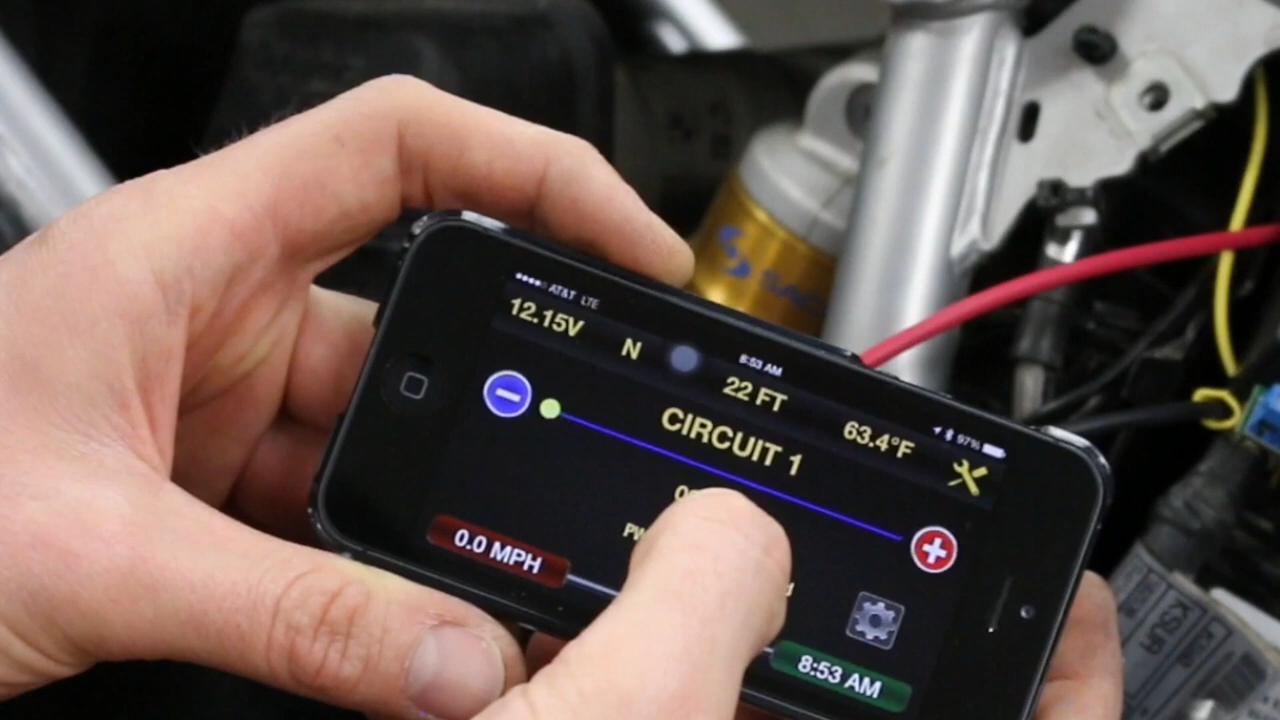 AT&T LTE
8:53 AM
97%
12.15V
N
22 FT
63.4°F
CIRCUIT 1
0.0 MPH
8:53 AM